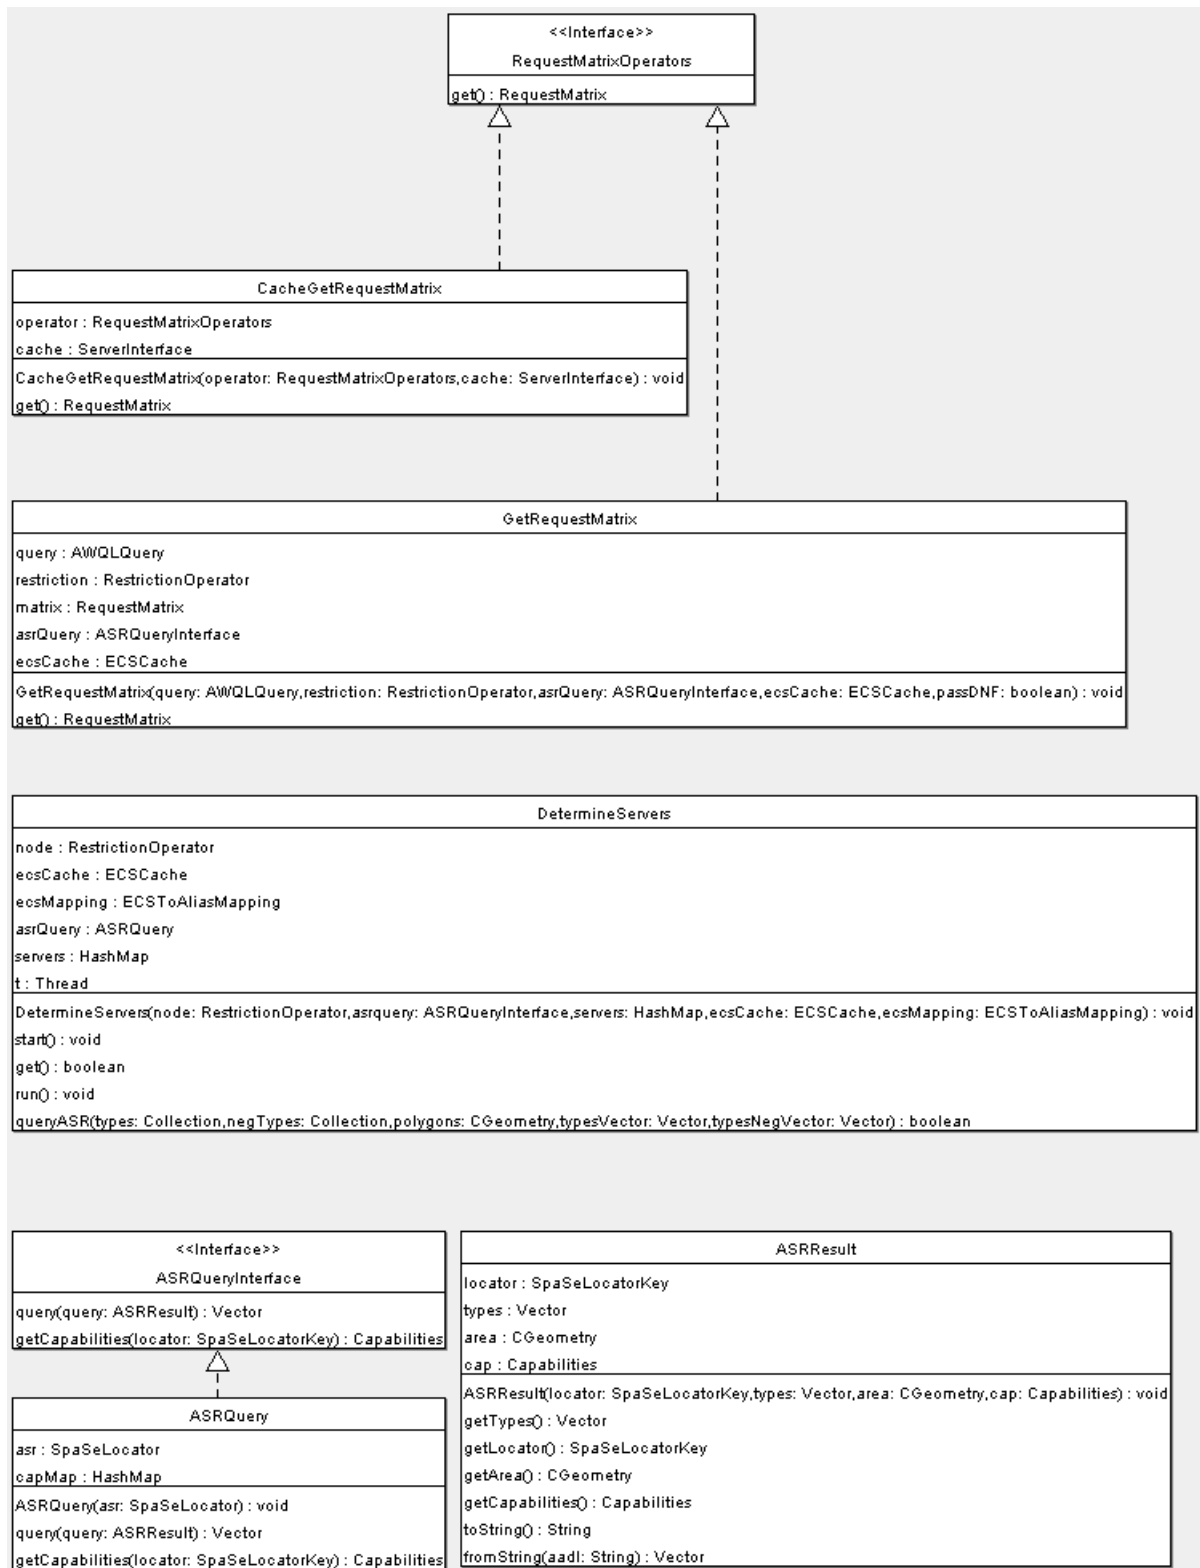 <<Interface>>
RequestMatrixOperators
get() : RequestMatrix
CacheGetRequestMatrix
operator : RequestMatrixOperators
cache : ServerInterface
CacheGetRequestMatrix(operator: RequestMatrixOperators,cache: ServerInterface) : void
get() : RequestMatrix
GetRequestMatrix
query : AWQLQuery
restriction : RestrictionOperator
matrix : RequestMatrix
asrQuery : ASRQueryInterface
ecsCache : ECSCache
GetRequestMatrix(query: AWQLQuery,restriction: RestrictionOperator,asrQuery: ASRQueryInterface,ecsCache: ECSCache,passDNF: boolean) : void
get() : RequestMatrix
DetermineServers
node : RestrictionOperator
ecsCache : ECSCache
ecsMapping : ECSToAliasMapping
asrQuery : ASRQuery
servers : HashMap
t : Thread
DetermineServers(node: RestrictionOperator,asrquery: ASRQueryInterface,servers: HashMap,ecsCache: ECSCache,ecsMapping: ECSToAliasMapping) : void
start() : void
get() : boolean
run() : void
queryASR(types: Collection,negTypes: Collection,polygons: CGeometry,typesVector: Vector,typesNegVector: Vector) : boolean
<<Interface>>
ASRQueryInterface
query(query: ASRResult) : Vector
getCapabilities(locator: SpaSeLocatorKey) : Capabilities
ASRQuery
asr : SpaSeLocator
capMap : HashMap
ASRQuery(asr: SpaSeLocator) : void
query(query: ASRResult) : Vector
getCapabilities(locator: SpaSeLocatorKey) : Capabilities
ASRResult
locator : SpaSeLocatorKey
types : Vector
area : CGeometry
cap : Capabilities
ASRResult(locator: SpaSeLocatorKey,types: Vector,area: CGeometry,cap: Capabilities) : void
getTypes() : Vector
getLocator() : SpaSeLocatorKey
getArea() : CGeometry
getCapabilities() : Capabilities
toString() : String
fromString(aadl: String) : Vector